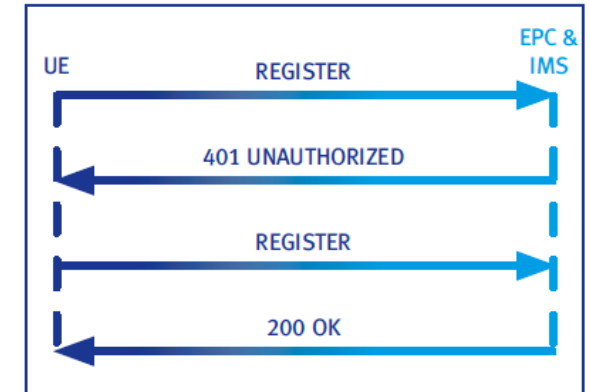 EPC &
UE
REGISTER
IMS
401 UNAUTHORIZED
REGISTER
200 OK